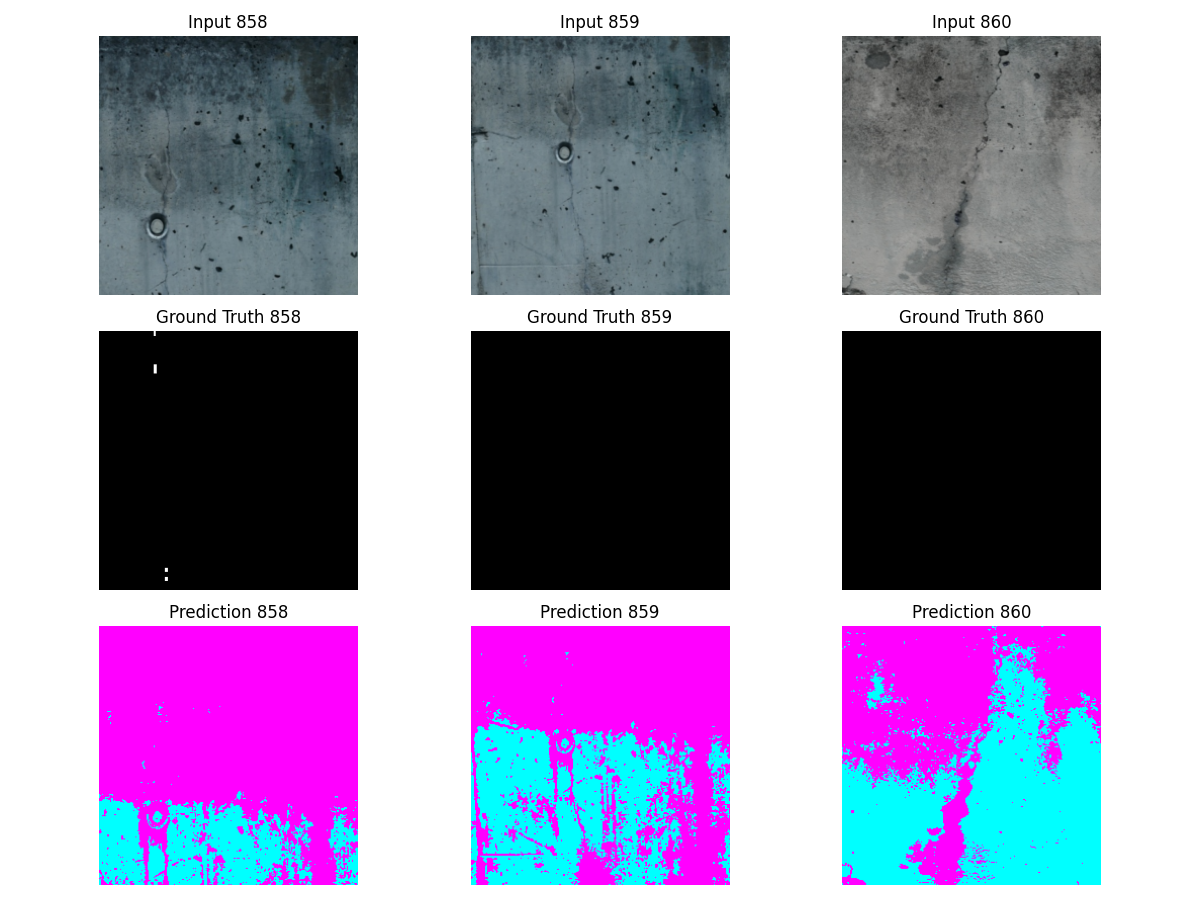 Input 858
Input 859
Input 860
Ground Truth 858
Ground Truth 859
Ground Truth 860
Prediction 858
Prediction 859
Prediction 860